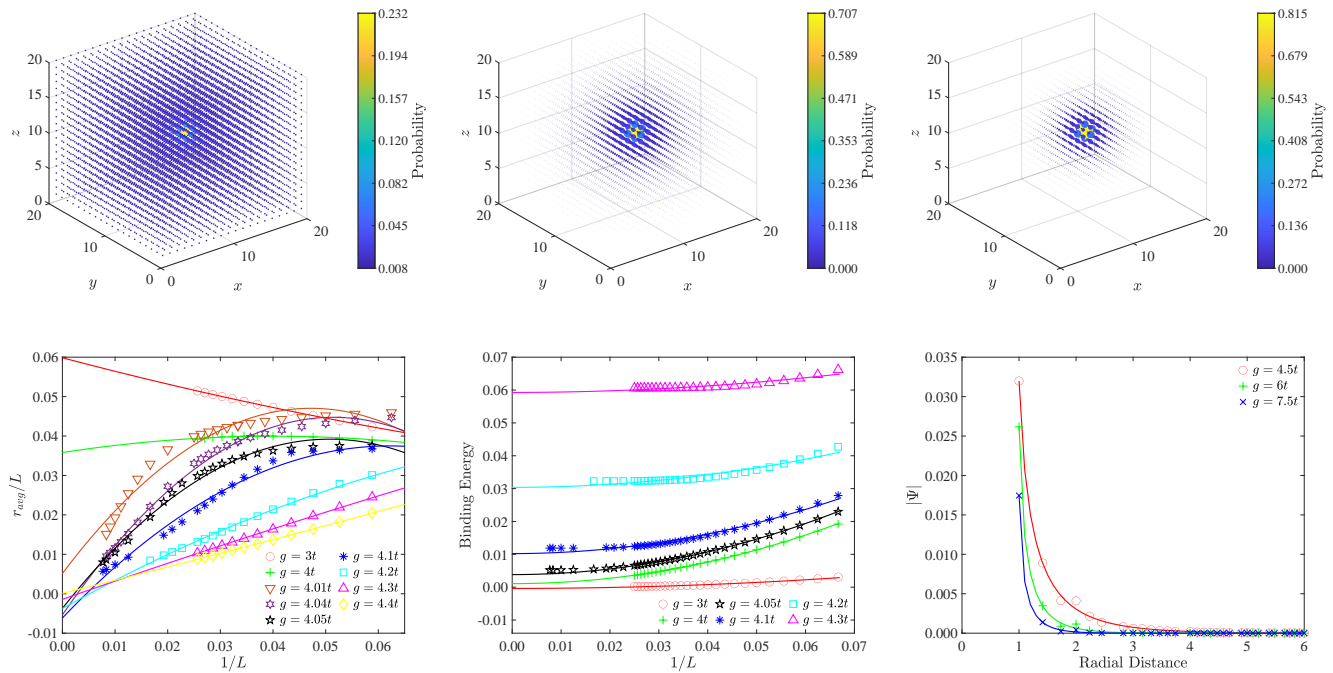 0.232
0.194
0.157
0.120
0.082
0.045
0.008
Probability
20
15
10
5
0
z
20
10
0
y
0
10
20
x
0.707
0.589
0.471
0.353
0.236
0.118
0.000
Probability
20
15
10
5
0
z
20
10
0
y
0
10
20
x
0.815
0.679
0.543
0.408
0.272
0.136
0.000
Probability
20
15
10
5
0
z
20
10
0
y
0
10
20
x
0.06
0.05
0.04
0.03
0.02
0.01
0.00
-0.01
r_avg/L
g = 3t
g = 4t
g = 4.01t
g = 4.04t
g = 4.05t
g = 4.1t
g = 4.2t
g = 4.3t
g = 4.4t
0.00 0.01 0.02 0.03 0.04 0.05 0.06
1/L
0.07
0.06
0.05
0.04
0.03
0.02
0.01
0.00
-0.01
Binding Energy
g = 3t
g = 4t
g = 4.05t
g = 4.1t
g = 4.2t
g = 4.3t
0.00 0.01 0.02 0.03 0.04 0.05 0.06 0.07
1/L
0.035
0.030
0.025
0.020
0.015
0.010
0.005
0.000
|Ψ|
g = 4.5t
g = 6t
g = 7.5t
0 1 2 3 4 5 6
Radial Distance